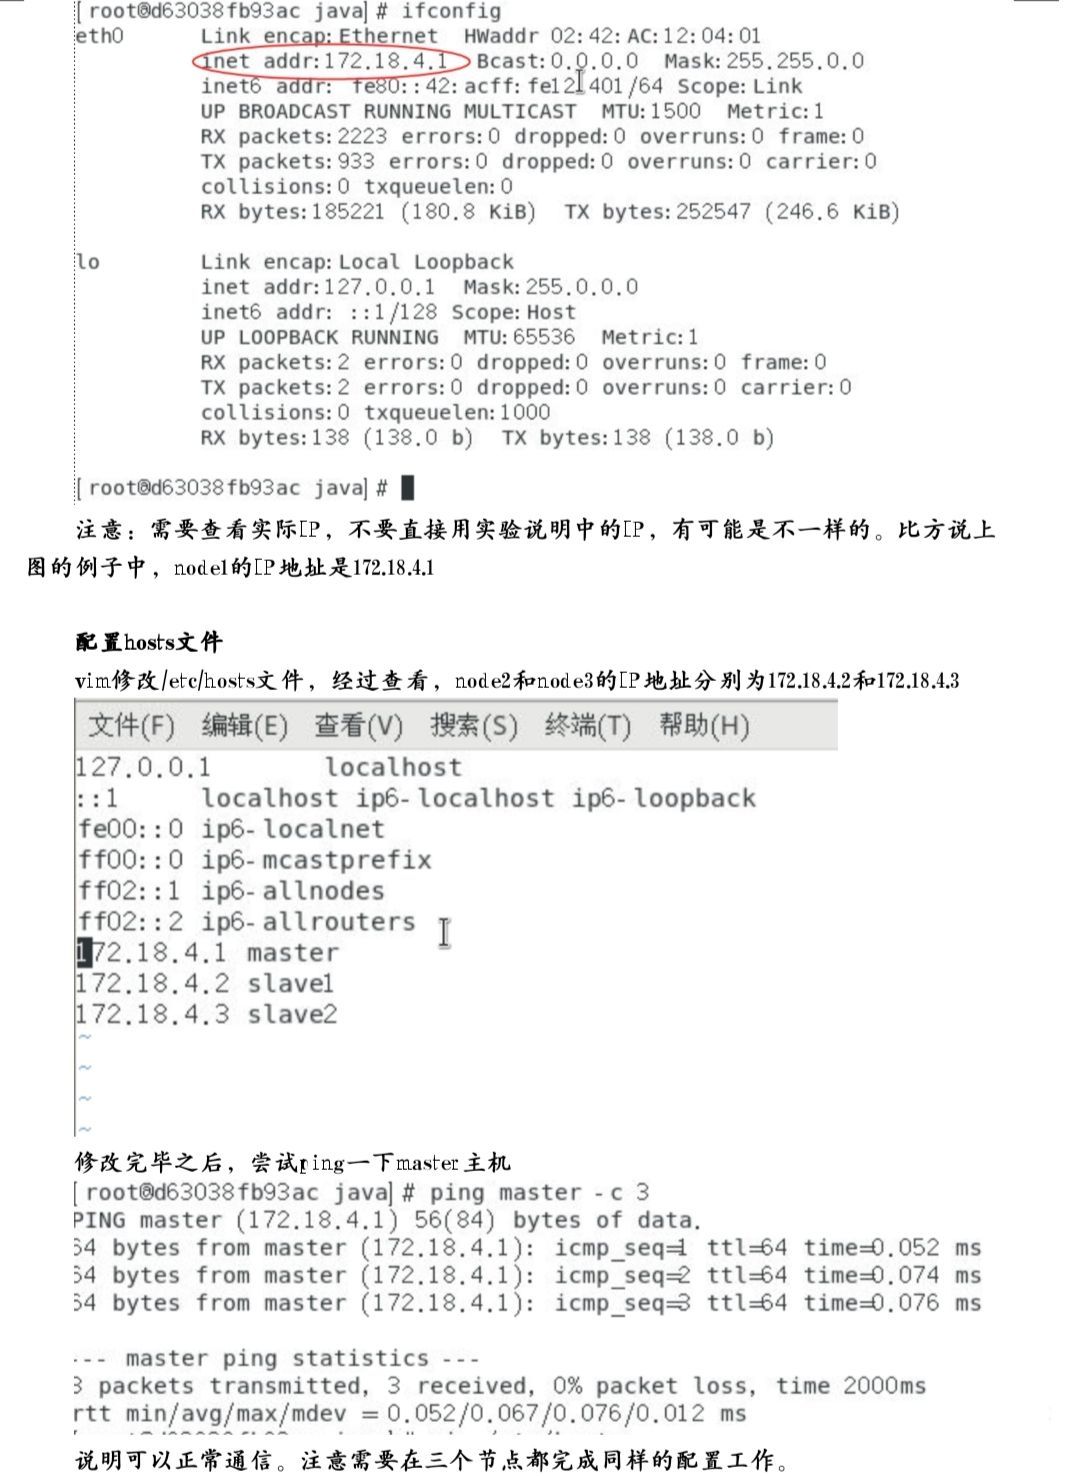 [root@d63038fb93ac java]# ifconfig
eth0 Link encap:Ethernet HWaddr 02:42:AC:12:04:01
inet addr:172.18.4.1 Bcast:0.0.0.0 Mask:255.255.0.0
inet6 addr: fe80::42:acff:fe12:401/64 Scope:Link
UP BROADCAST RUNNING MULTICAST MTU:1500 Metric:1
RX packets:2223 errors:0 dropped:0 overruns:0 frame:0
TX packets:933 errors:0 dropped:0 overruns:0 carrier:0
collisions:0 txqueuelen:0
RX bytes:185221 (180.8 KiB) TX bytes:252547 (246.6 KiB)
lo Link encap:Local Loopback
inet addr:127.0.0.1 Mask:255.0.0.0
inet6 addr: ::1/128 Scope:Host
UP LOOPBACK RUNNING MTU:65536 Metric:1
RX packets:2 errors:0 dropped:0 overruns:0 frame:0
TX packets:2 errors:0 dropped:0 overruns:0 carrier:0
collisions:0 txqueuelen:1000
RX bytes:138 (138.0 b) TX bytes:138 (138.0 b)
[root@d63038fb93ac java]#
注意：需要查看实际IP，不要直接用实验说明中的IP，有可能是不一样的。比方说上
图的例子中，node1的IP地址是172.18.4.1
配置hosts文件
vim修改/etc/hosts文件，经过查看，node2和node3的IP地址分别为172.18.4.2和172.18.4.3
文件(F) 编辑(E) 查看(V) 搜索(S) 终端(T) 帮助(H)
127.0.0.1 localhost
::1 localhost ip6-localhost ip6-loopback
fe00::0 ip6-localnet
ff00::0 ip6-mcastprefix
ff02::1 ip6-allnodes
ff02::2 ip6-allrouters
172.18.4.1 master
172.18.4.2 slave1
172.18.4.3 slave2
~
~
~
~
修改完毕之后，尝试ping一下master主机
[root@d63038fb93ac java]# ping master -c 3
PING master (172.18.4.1) 56(84) bytes of data.
64 bytes from master (172.18.4.1): icmp_seq=1 ttl=64 time=0.052 ms
64 bytes from master (172.18.4.1): icmp_seq=2 ttl=64 time=0.074 ms
64 bytes from master (172.18.4.1): icmp_seq=3 ttl=64 time=0.076 ms
--- master ping statistics ---
3 packets transmitted, 3 received, 0% packet loss, time 2000ms
rtt min/avg/max/mdev = 0.052/0.067/0.076/0.012 ms
说明可以正常通信。注意需要在三个节点都完成同样的配置工作。